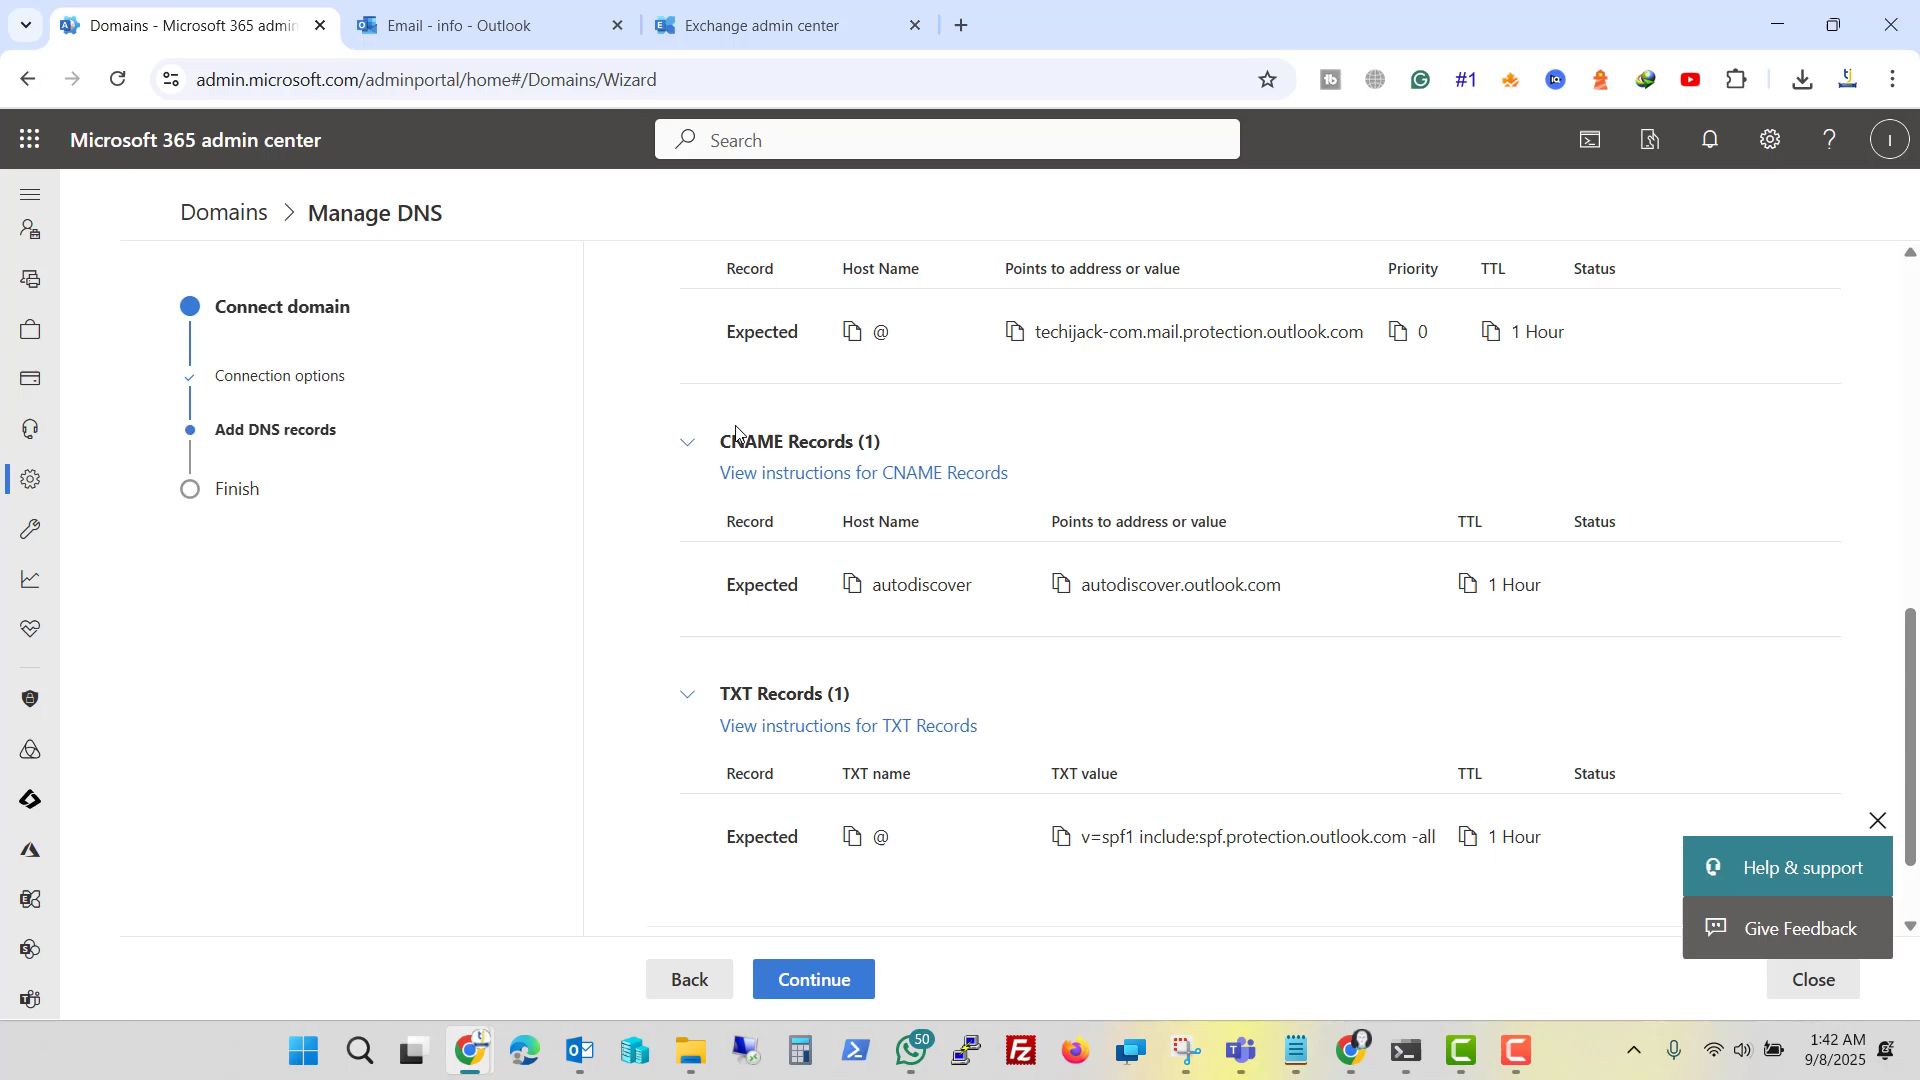 Domains - Microsoft 365 admin
Email - info - Outlook
Exchange admin center
admin.microsoft.com/adminportal/home#/Domains/Wizard
#1
Microsoft 365 admin center
Search
I
Domains > Manage DNS
Connect domain
Connection options
Add DNS records
Finish
Record Host Name Points to address or value Priority TTL Status
Expected @ techijack-com.mail.protection.outlook.com 0 1 Hour
CNAME Records (1)
View instructions for CNAME Records
Record Host Name Points to address or value TTL Status
Expected autodiscover autodiscover.outlook.com 1 Hour
TXT Records (1)
View instructions for TXT Records
Record TXT name TXT value TTL Status
Expected @ v=spf1 include:spf.protection.outlook.com -all 1 Hour
Help & support
Give Feedback
Back
Continue
Close
50
1:42 AM
9/8/2025